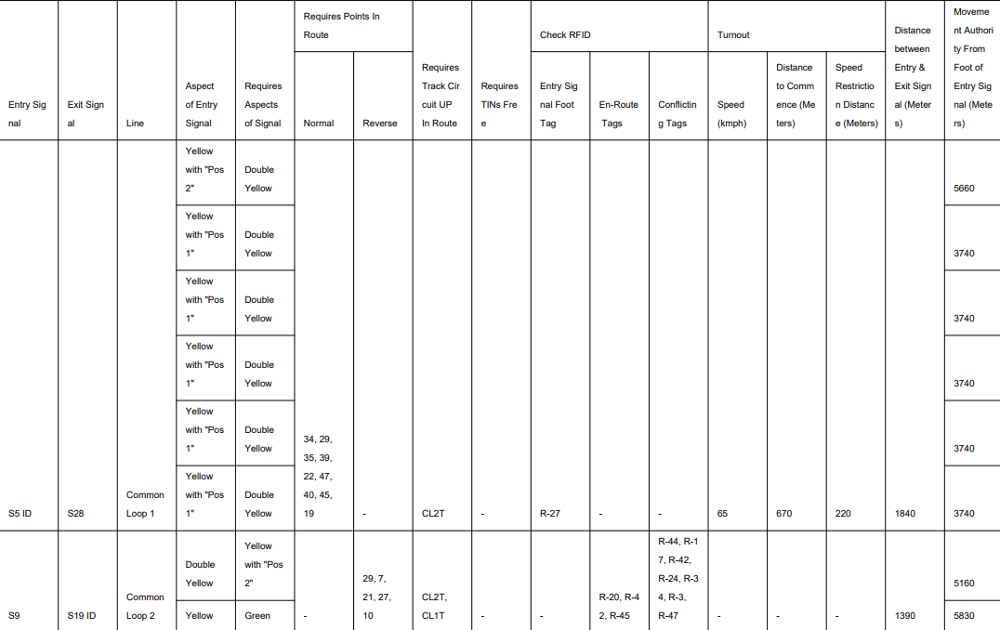 Entry Sig
nal
Exit Sign
al
Line
Aspect
of Entry
Signal
Requires
Aspects
of Signal
Requires Points In
Route
Normal
Reverse
Requires
Track Cir
cuit UP
In Route
Requires
TINs Fre
e
Check RFID
Entry Sig
nal Foot
Tag
En-Route
Tags
Conflictin
g Tags
Turnout
Speed
(kmph)
Distance
to Comm
ence (Me
ters)
Speed
Restrictio
n Distanc
e (Meters)
Distance
between
Entry &
Exit Sign
al (Meter
s)
Moveme
nt Authori
ty From
Foot of
Entry Sig
nal (Mete
rs)
S5 ID
S28
Common
Loop 1
Yellow
with "Pos
2"
Double
Yellow
5660
Yellow
with "Pos
1"
Double
Yellow
3740
Yellow
with "Pos
1"
Double
Yellow
3740
Yellow
with "Pos
1"
Double
Yellow
3740
Yellow
with "Pos
1"
Double
Yellow
3740
Yellow
with "Pos
1"
Double
Yellow
34, 29,
35, 39,
22, 47,
40, 45,
19
-
CL2T
-
R-27
-
-
65
670
220
1840
3740
S9
S19 ID
Common
Loop 2
Double
Yellow
Yellow
with "Pos
2"
5160
Yellow
Green
-
29, 7,
21, 27,
10
CL2T,
CL1T
-
-
R-20, R-4
2, R-45
R-44, R-1
7, R-42,
R-24, R-3
4, R-3,
R-47
-
-
-
1390
5830